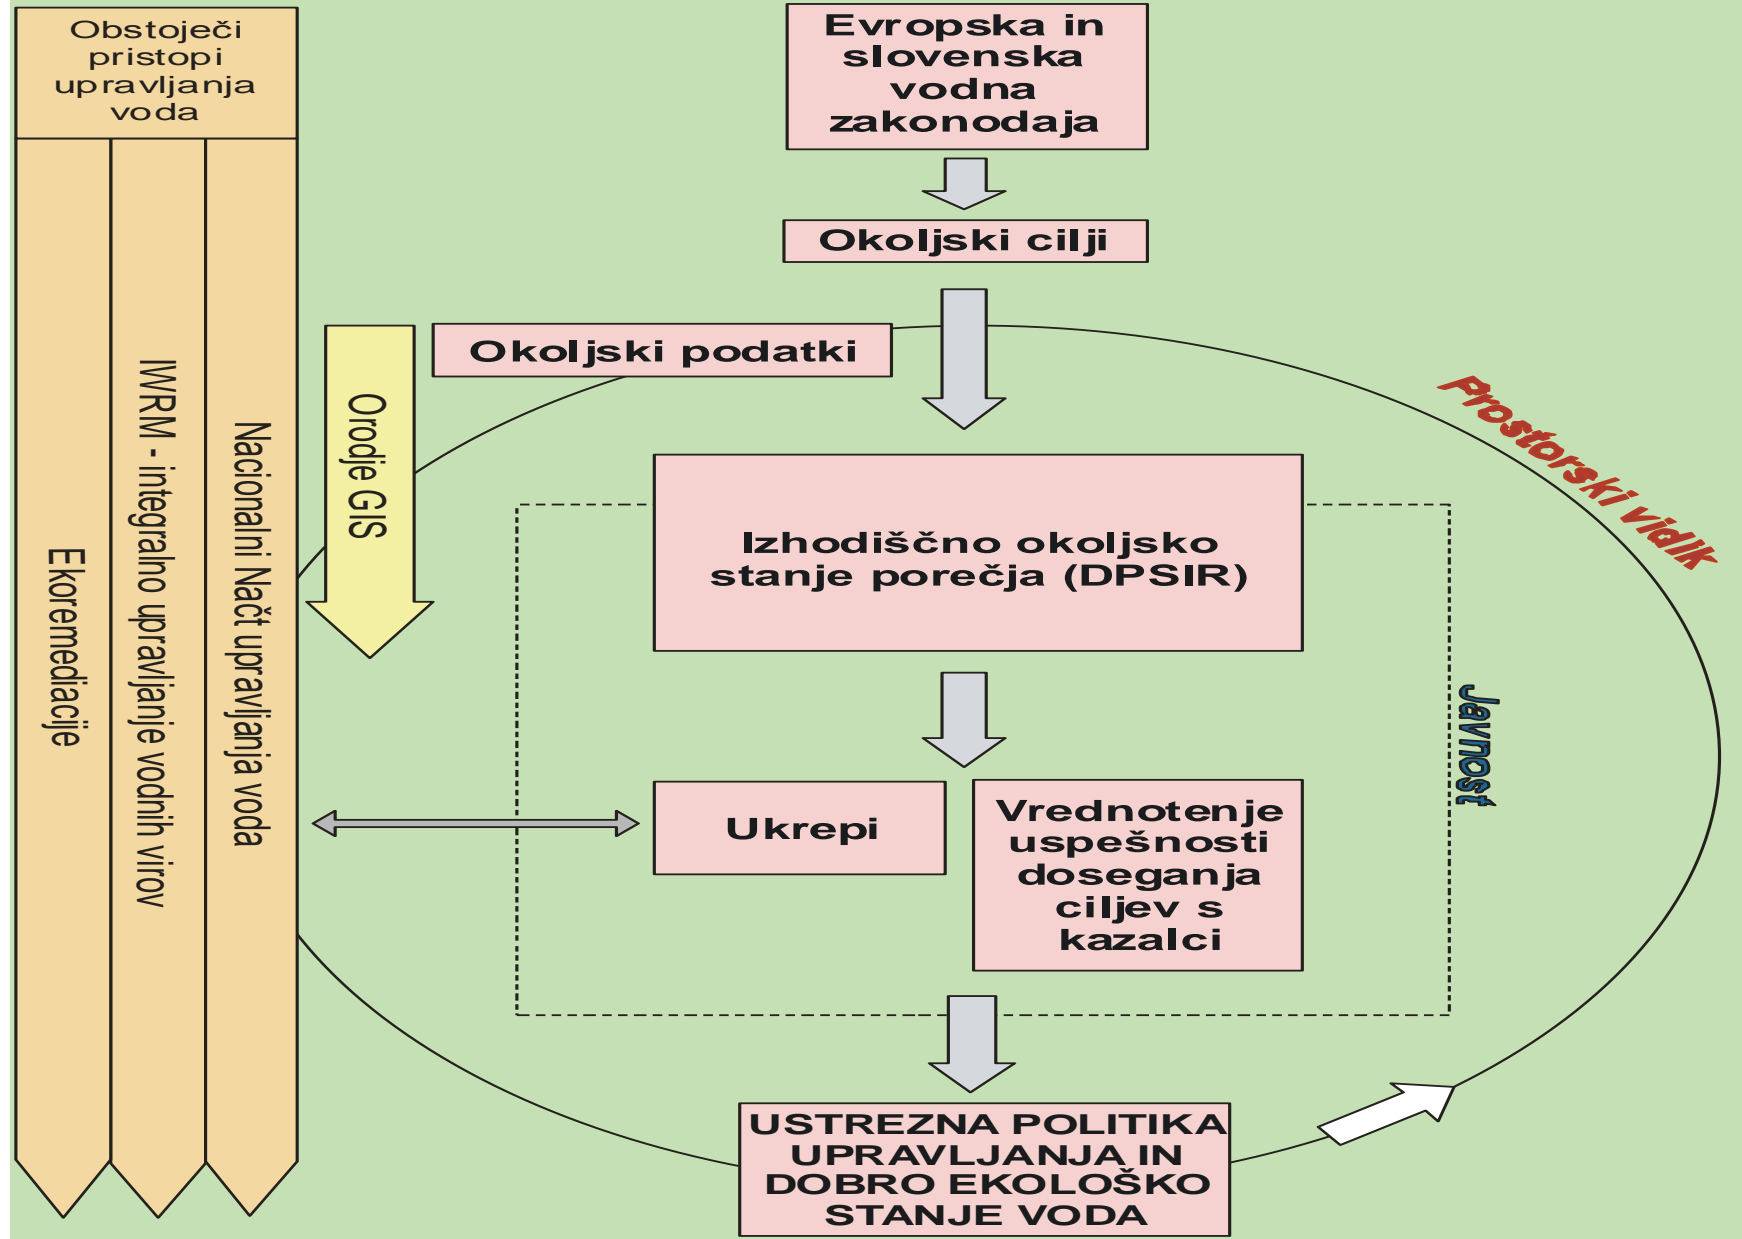 Obstoječi
pristopi
upravljanja
voda
Ekoremediacije
IWRM - integralno upravljanje vodnih virov
Nacionalni Načt upravljanja voda
Evropska in
slovenska
vodna
zakonodaja
Okoljski cilji
Orodje GIS
Okoljski podatki
Prostorski vidik
Izhodiščno okoljsko
stanje porečja (DPSIR)
Javnost
Ukrepi
Vrednotenje
uspešnosti
doseganja
ciljev s
kazalci
USTREZNA POLITIKA
UPRAVLJANJA IN
DOBRO EKOLOŠKO
STANJE VODA